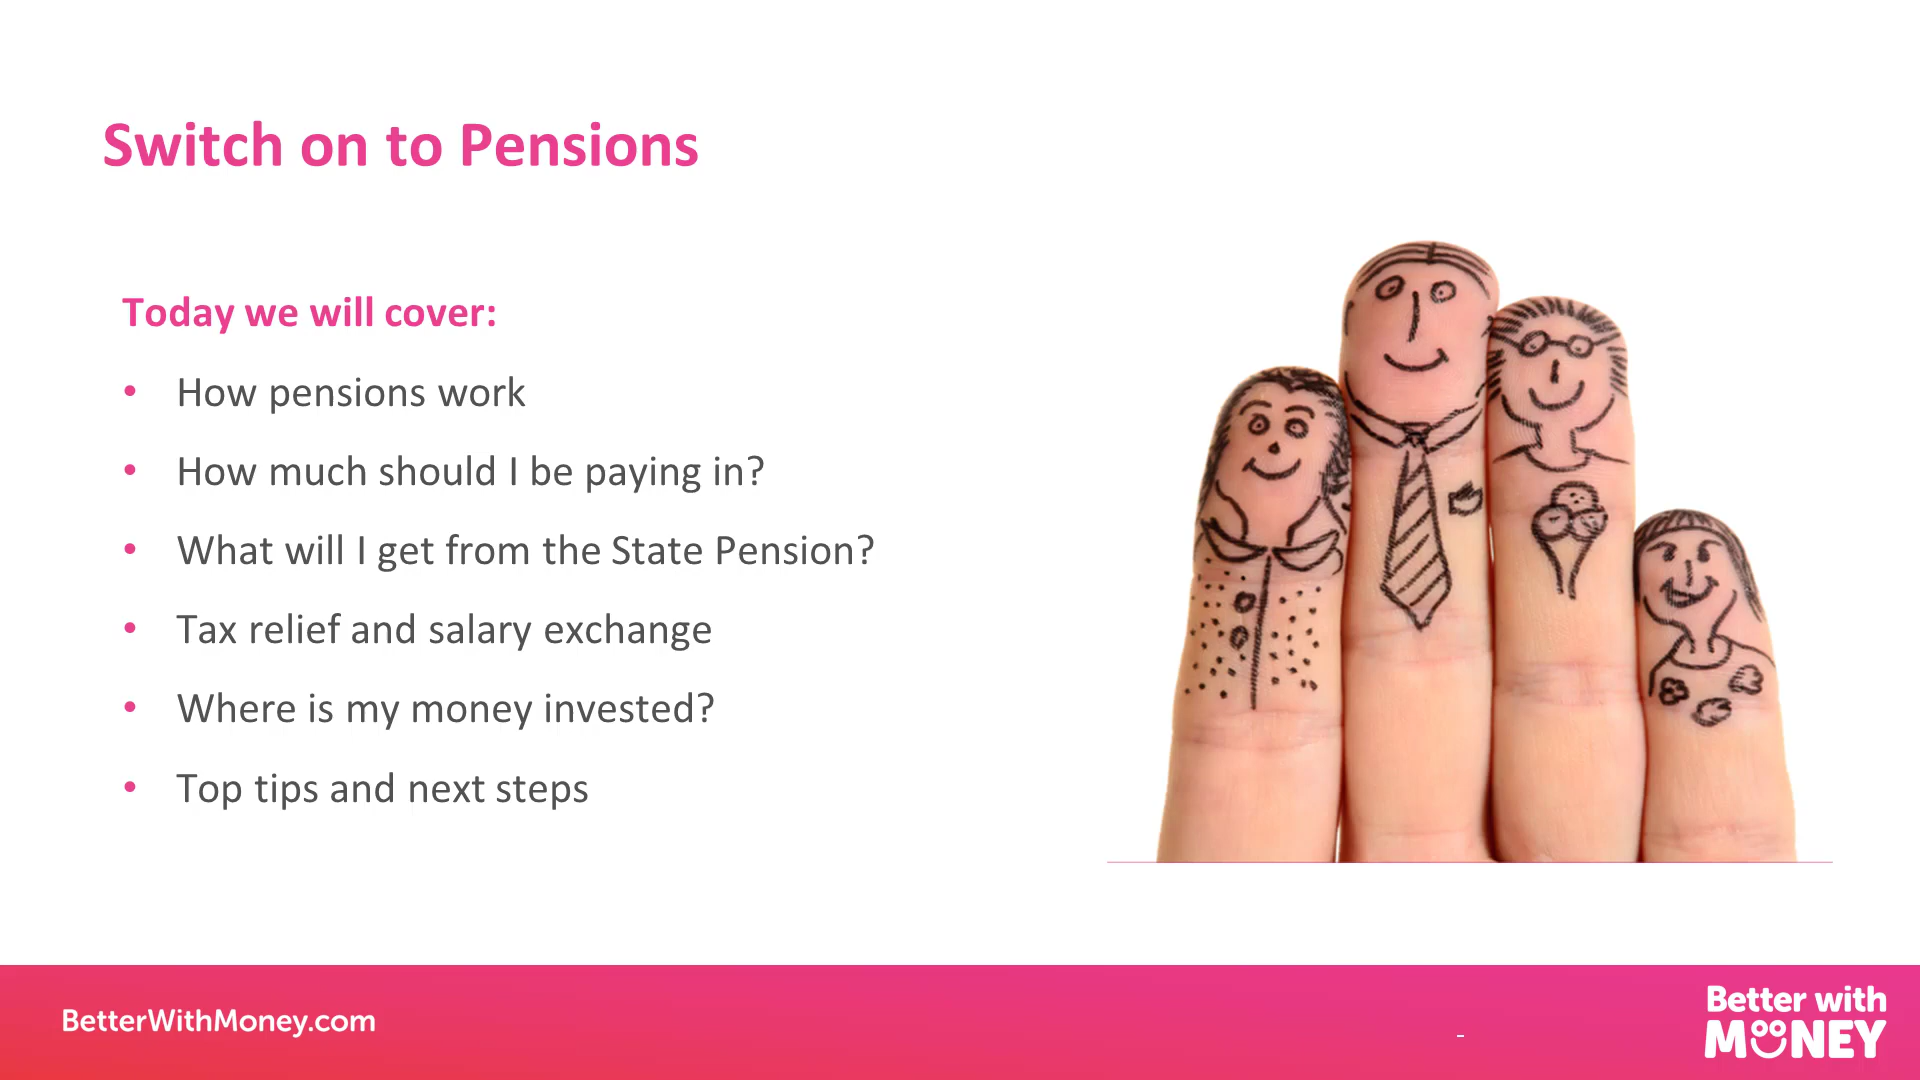 Switch on to Pensions
Today we will cover:
• How pensions work
• How much should I be paying in?
• What will I get from the State Pension?
• Tax relief and salary exchange
• Where is my money invested?
• Top tips and next steps
BetterWithMoney.com
-
Better with
MONEY